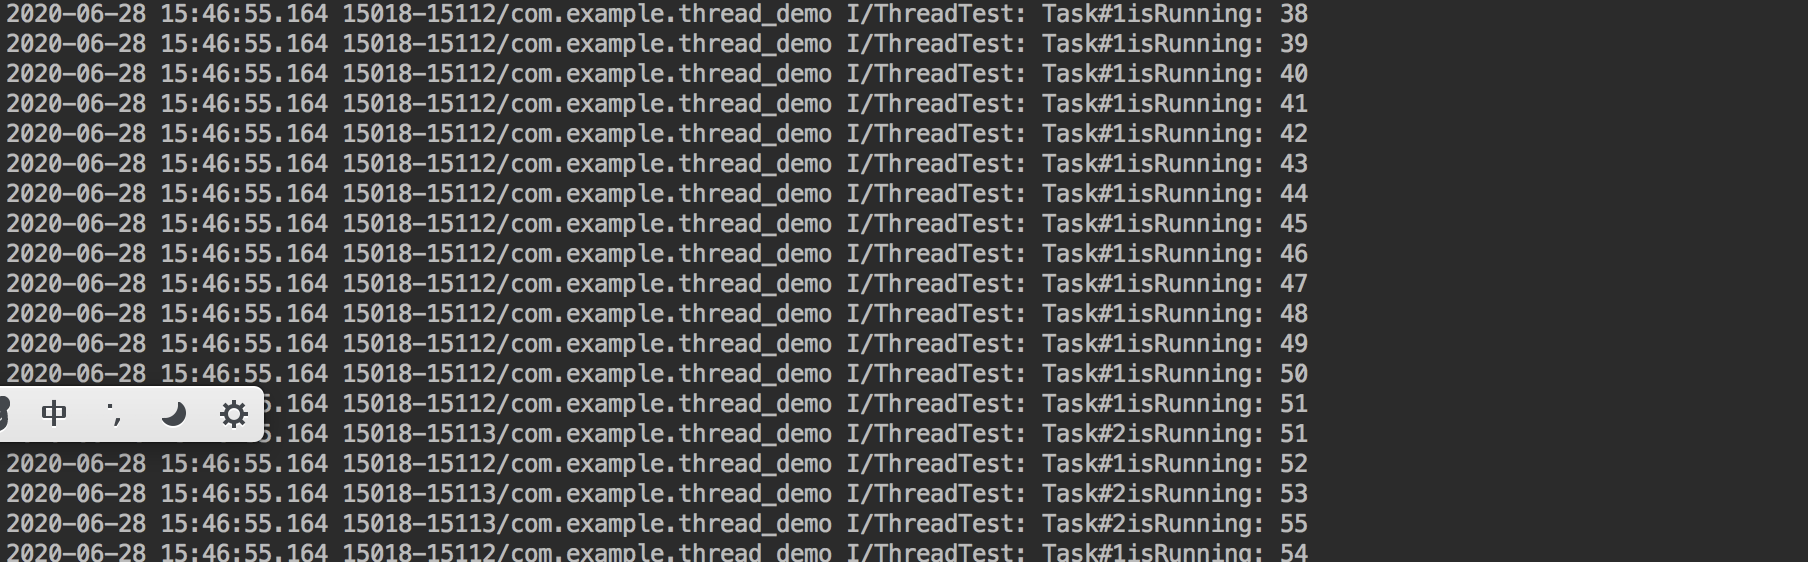 2020-06-28 15:46:55.164 15018-15112/com.example.thread_demo I/ThreadTest: Task#1isRunning: 38
2020-06-28 15:46:55.164 15018-15112/com.example.thread_demo I/ThreadTest: Task#1isRunning: 39
2020-06-28 15:46:55.164 15018-15112/com.example.thread_demo I/ThreadTest: Task#1isRunning: 40
2020-06-28 15:46:55.164 15018-15112/com.example.thread_demo I/ThreadTest: Task#1isRunning: 41
2020-06-28 15:46:55.164 15018-15112/com.example.thread_demo I/ThreadTest: Task#1isRunning: 42
2020-06-28 15:46:55.164 15018-15112/com.example.thread_demo I/ThreadTest: Task#1isRunning: 43
2020-06-28 15:46:55.164 15018-15112/com.example.thread_demo I/ThreadTest: Task#1isRunning: 44
2020-06-28 15:46:55.164 15018-15112/com.example.thread_demo I/ThreadTest: Task#1isRunning: 45
2020-06-28 15:46:55.164 15018-15112/com.example.thread_demo I/ThreadTest: Task#1isRunning: 46
2020-06-28 15:46:55.164 15018-15112/com.example.thread_demo I/ThreadTest: Task#1isRunning: 47
2020-06-28 15:46:55.164 15018-15112/com.example.thread_demo I/ThreadTest: Task#1isRunning: 48
2020-06-28 15:46:55.164 15018-15112/com.example.thread_demo I/ThreadTest: Task#1isRunning: 49
2020-06-28 15:46:55.164 15018-15112/com.example.thread_demo I/ThreadTest: Task#1isRunning: 50
5.164 15018-15112/com.example.thread_demo I/ThreadTest: Task#1isRunning: 51
中
5.164 15018-15113/com.example.thread_demo I/ThreadTest: Task#2isRunning: 51
2020-06-28 15:46:55.164 15018-15112/com.example.thread_demo I/ThreadTest: Task#1isRunning: 52
2020-06-28 15:46:55.164 15018-15113/com.example.thread_demo I/ThreadTest: Task#2isRunning: 53
2020-06-28 15:46:55.164 15018-15113/com.example.thread_demo I/ThreadTest: Task#2isRunning: 55
2020-06-28 15:46:55.164 15018-15112/com.example.thread_demo I/ThreadTest: Task#1isRunning: 54